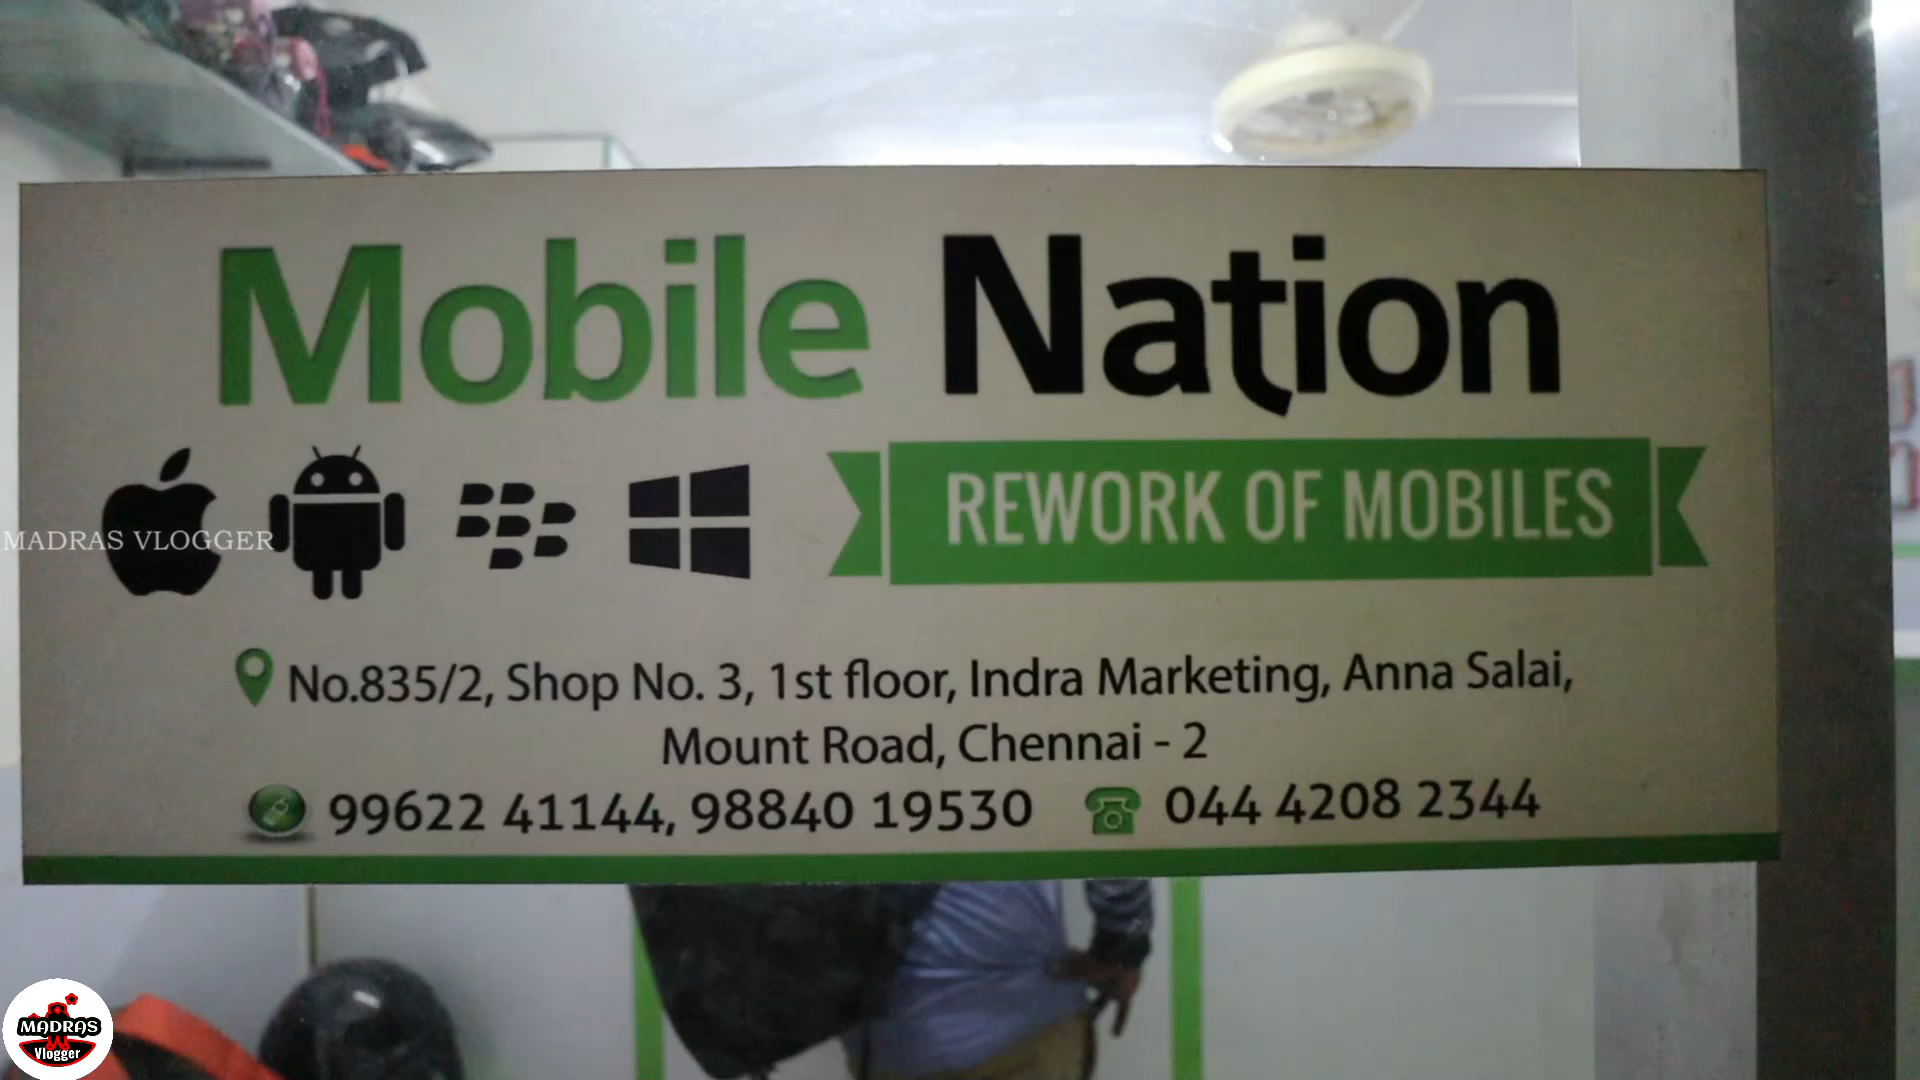 Mobile Nation
REWORK OF MOBILES
MADRAS VLOGGER
No.835/2, Shop No. 3, 1st floor, Indra Marketing, Anna Salai,
Mount Road, Chennai - 2
99622 41144, 98840 19530 044 4208 2344
MADRAS
Vlogger